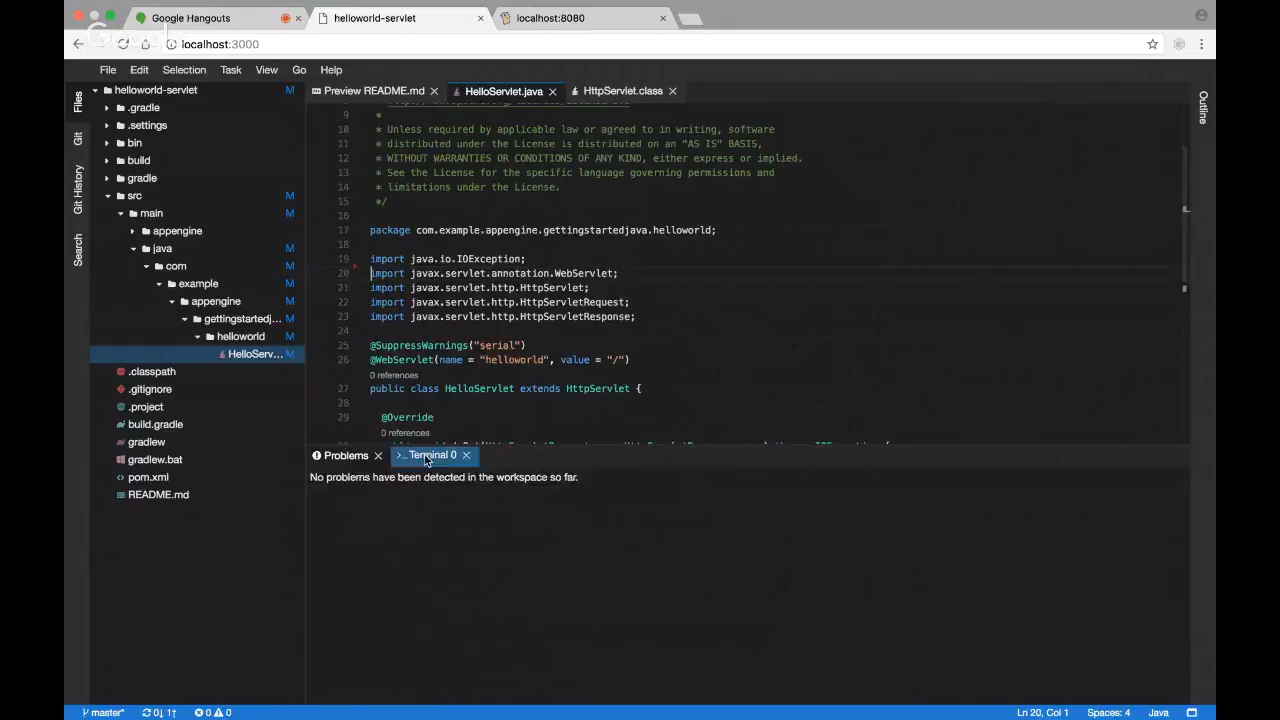 Google Hangouts
helloworld-servlet
localhost:8080
Good
localhost:3000
File Edit Selection Task View Go Help
Files
Git
Git History
Search
helloworld-servlet M
.gradle
.settings
bin
build
gradle
src M
main M
appengine
java M
com M
example M
appengine M
gettingstartedj... M
helloworld M
HelloServ... M
.classpath
.gitignore
.project
build.gradle
gradlew
gradlew.bat
pom.xml
README.md
Preview README.md
HelloServlet.java
HttpServlet.class
9 *
10 * Unless required by applicable law or agreed to in writing, software
11 * distributed under the License is distributed on an "AS IS" BASIS,
12 * WITHOUT WARRANTIES OR CONDITIONS OF ANY KIND, either express or implied.
13 * See the License for the specific language governing permissions and
14 * limitations under the License.
15 */
16
17 package com.example.appengine.gettingstartedjava.helloworld;
18
19 import java.io.IOException;
20 import javax.servlet.annotation.WebServlet;
21 import javax.servlet.http.HttpServlet;
22 import javax.servlet.http.HttpServletRequest;
23 import javax.servlet.http.HttpServletResponse;
24
25 @SuppressWarnings("serial")
26 @WebServlet(name = "helloworld", value = "/")
0 references
27 public class HelloServlet extends HttpServlet {
28
29 @Override
0 references
Outline
Problems
>_ Terminal 0
No problems have been detected in the workspace so far.
master* 0↓ 1↑ 0 0
Ln 20, Col 1 Spaces: 4 Java